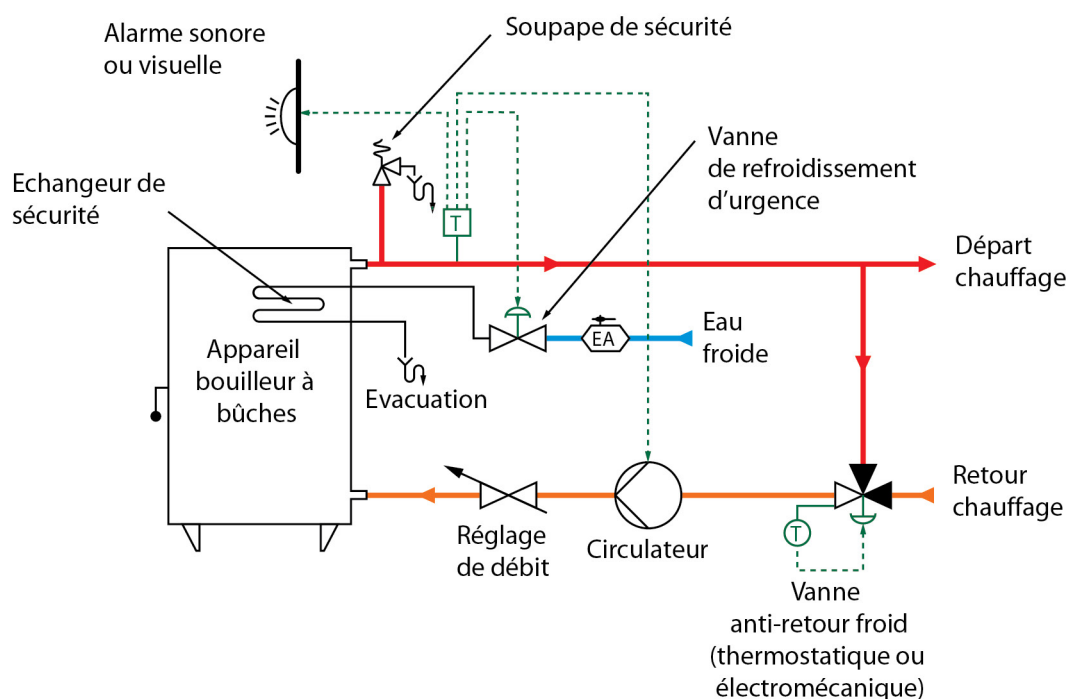 Alarme sonore
ou visuelle
Soupape de sécurité
Vanne
de refroidissement
d'urgence
Echangeur de
sécurité
T
Départ
chauffage
Eau
froide
EA
Appareil
bouilleur à
bûches
Evacuation
Retour
chauffage
Réglage
de débit
Circulateur
T
Vanne
anti-retour froid
(thermostatique ou
électromécanique)